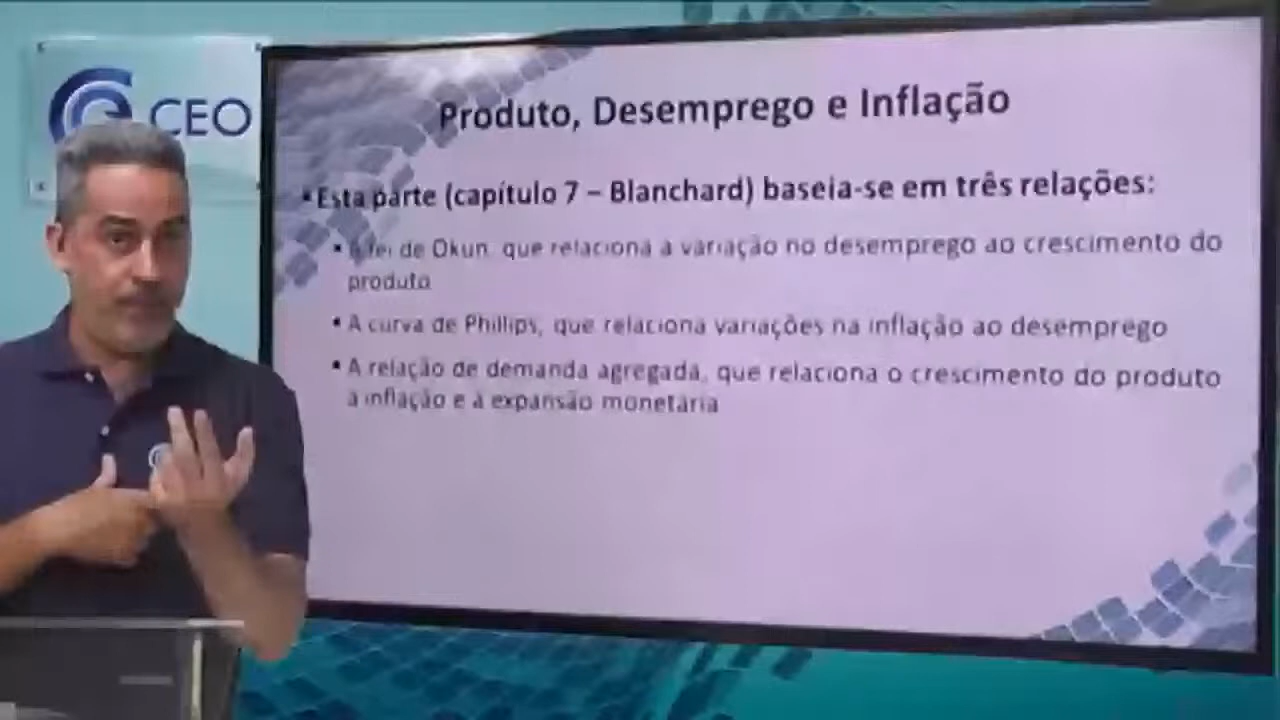 CEO
Produto, Desemprego e Inflação
Esta parte (capítulo 7 – Blanchard) baseia-se em três relações:
A lei de Okun, que relaciona a variação no desemprego ao crescimento do
produto
A curva de Phillips, que relaciona variações na inflação ao desemprego
A relação de demanda agregada, que relaciona o crescimento do produto
à inflação e à expansão monetária